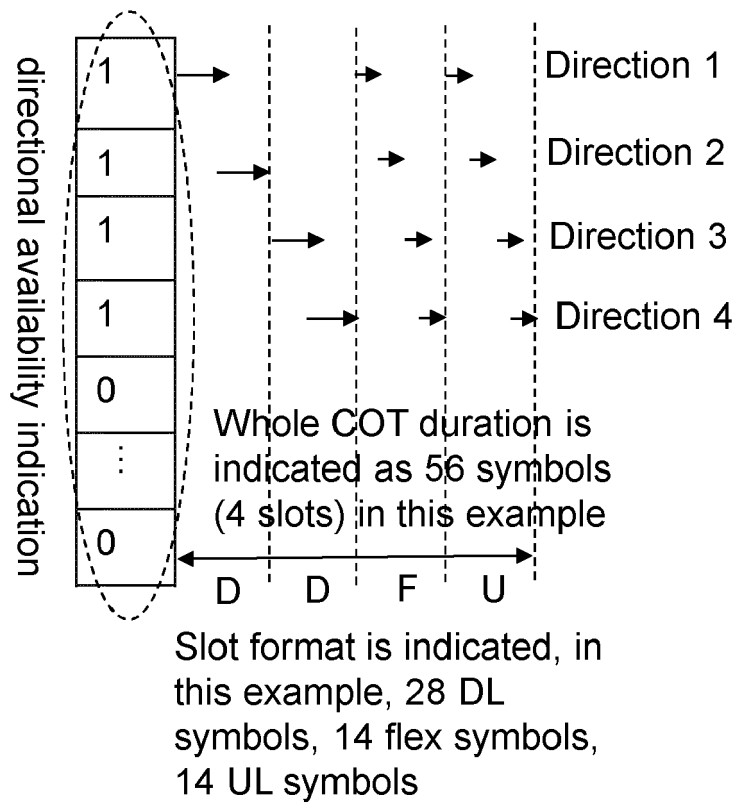 directional availability indication
1
1
1
1
0
⋮
0
Direction 1
Direction 2
Direction 3
Direction 4
Whole COT duration is
indicated as 56 symbols
(4 slots) in this example
D D F U
Slot format is indicated, in
this example, 28 DL
symbols, 14 flex symbols,
14 UL symbols